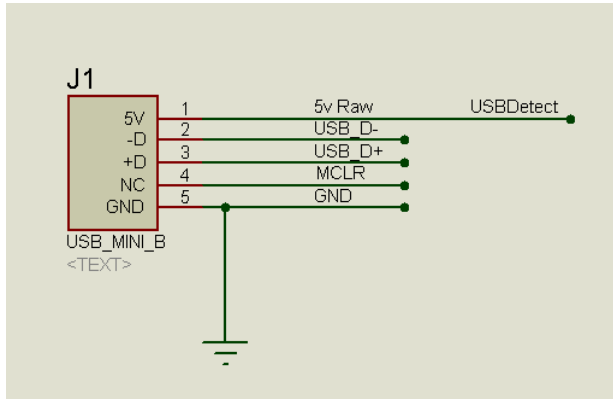 J1
5V 1 5v Raw USBDetect
-D 2 USB_D-
+D 3 USB_D+
NC 4 MCLR
GND 5 GND
USB_MINI_B
<TEXT>